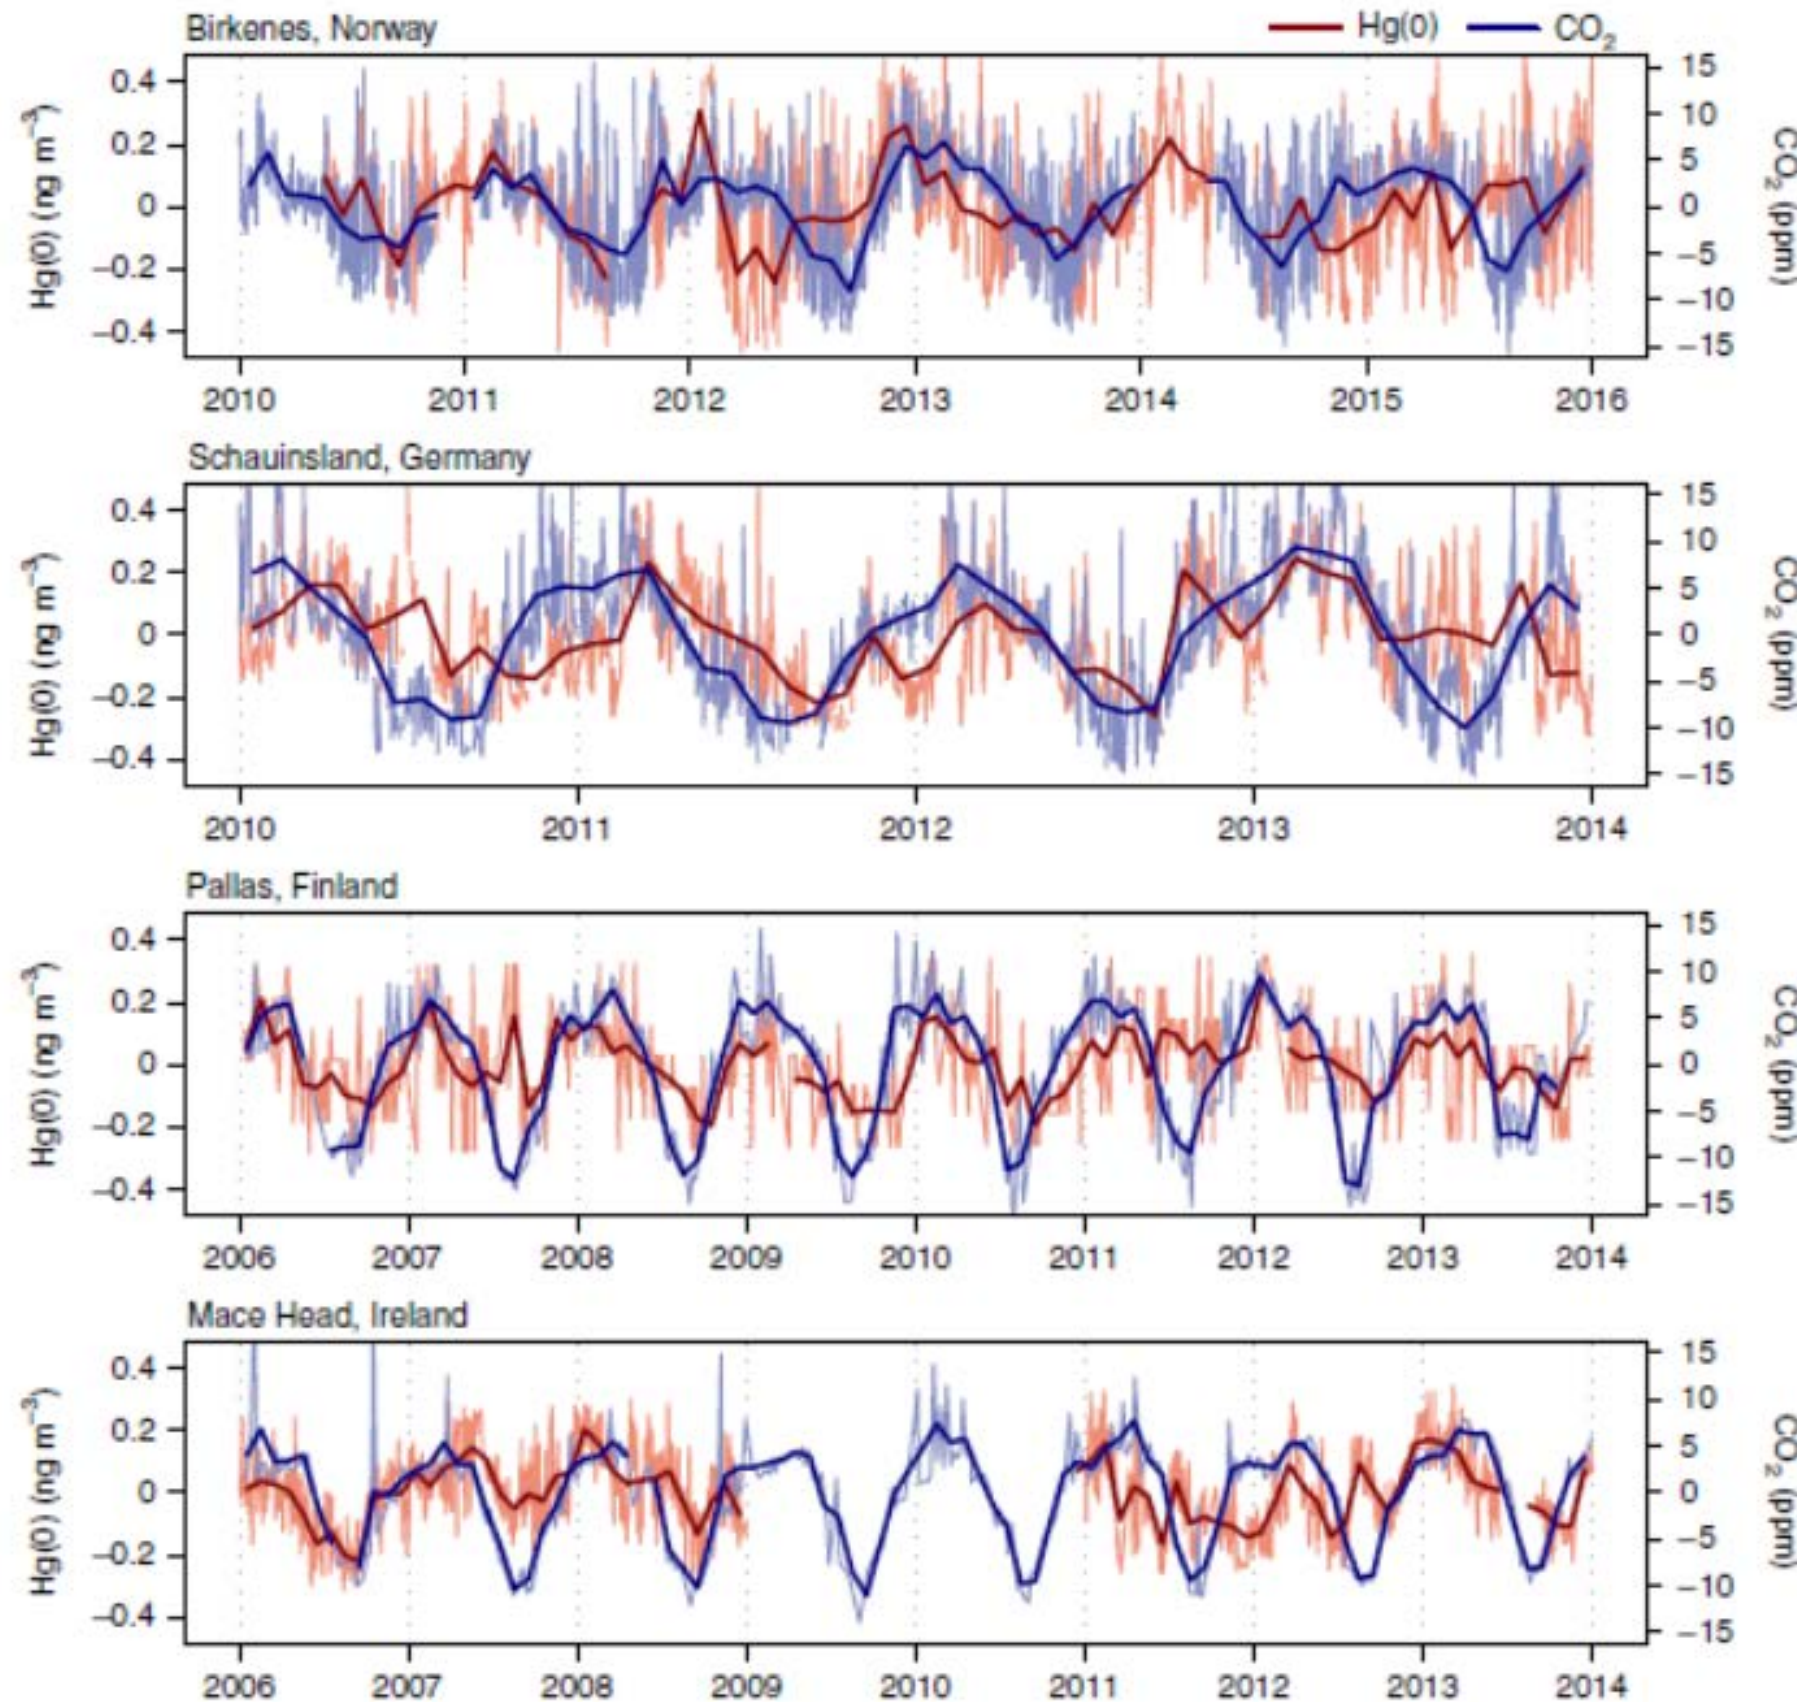 Birkenes, Norway
Hg(0) CO₂
0.4
0.2
0
−0.2
−0.4
Hg(0) (ng m⁻³)
15
10
5
0
−5
−10
−15
CO₂ (ppm)
2010 2011 2012 2013 2014 2015 2016
Schauinsland, Germany
0.4
0.2
0
−0.2
−0.4
Hg(0) (ng m⁻³)
15
10
5
0
−5
−10
−15
CO₂ (ppm)
2010 2011 2012 2013 2014
Pallas, Finland
0.4
0.2
0
−0.2
−0.4
Hg(0) (ng m⁻³)
15
10
5
0
−5
−10
−15
CO₂ (ppm)
2006 2007 2008 2009 2010 2011 2012 2013 2014
Mace Head, Ireland
0.4
0.2
0
−0.2
−0.4
Hg(0) (ng m⁻³)
15
10
5
0
−5
−10
−15
CO₂ (ppm)
2006 2007 2008 2009 2010 2011 2012 2013 2014